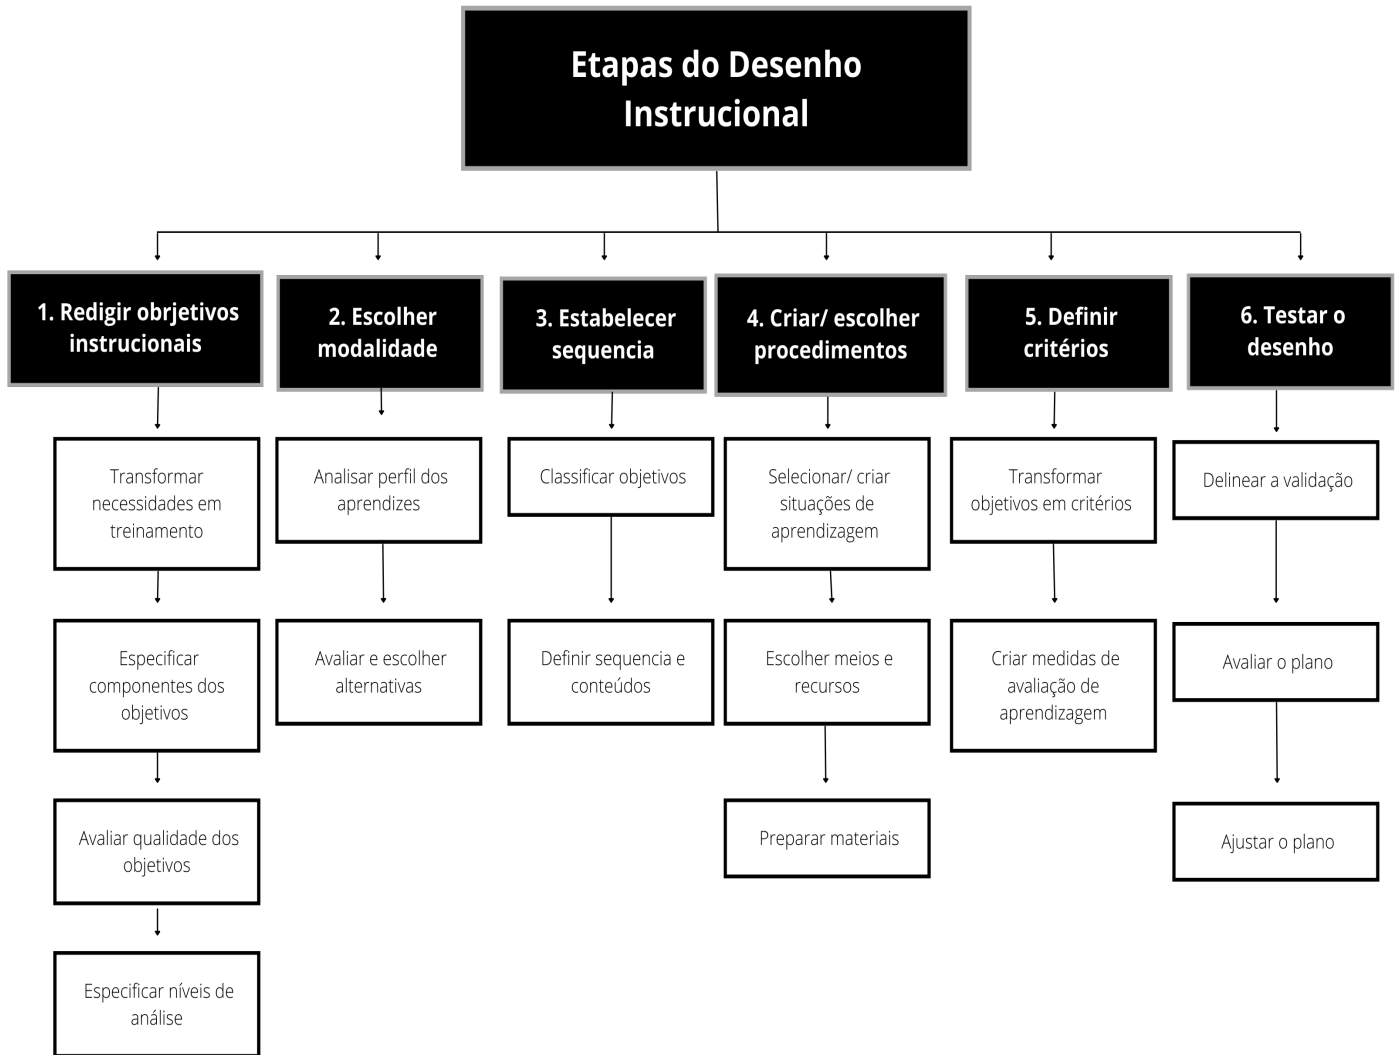 Etapas do Desenho
Instrucional
1. Redigir obrjetivos
instrucionais
Transformar
necessidades em
treinamento
Especificar
componentes dos
objetivos
Avaliar qualidade dos
objetivos
Especificar níveis de
análise
2. Escolher
modalidade
Analisar perfil dos
aprendizes
Avaliar e escolher
alternativas
3. Estabelecer
sequencia
Classificar objetivos
Definir sequencia e
conteúdos
4. Criar/ escolher
procedimentos
Selecionar/ criar
situações de
aprendizagem
Escolher meios e
recursos
Preparar materiais
5. Definir
critérios
Transformar
objetivos em critérios
Criar medidas de
avaliação de
aprendizagem
6. Testar o
desenho
Delinear a validação
Avaliar o plano
Ajustar o plano